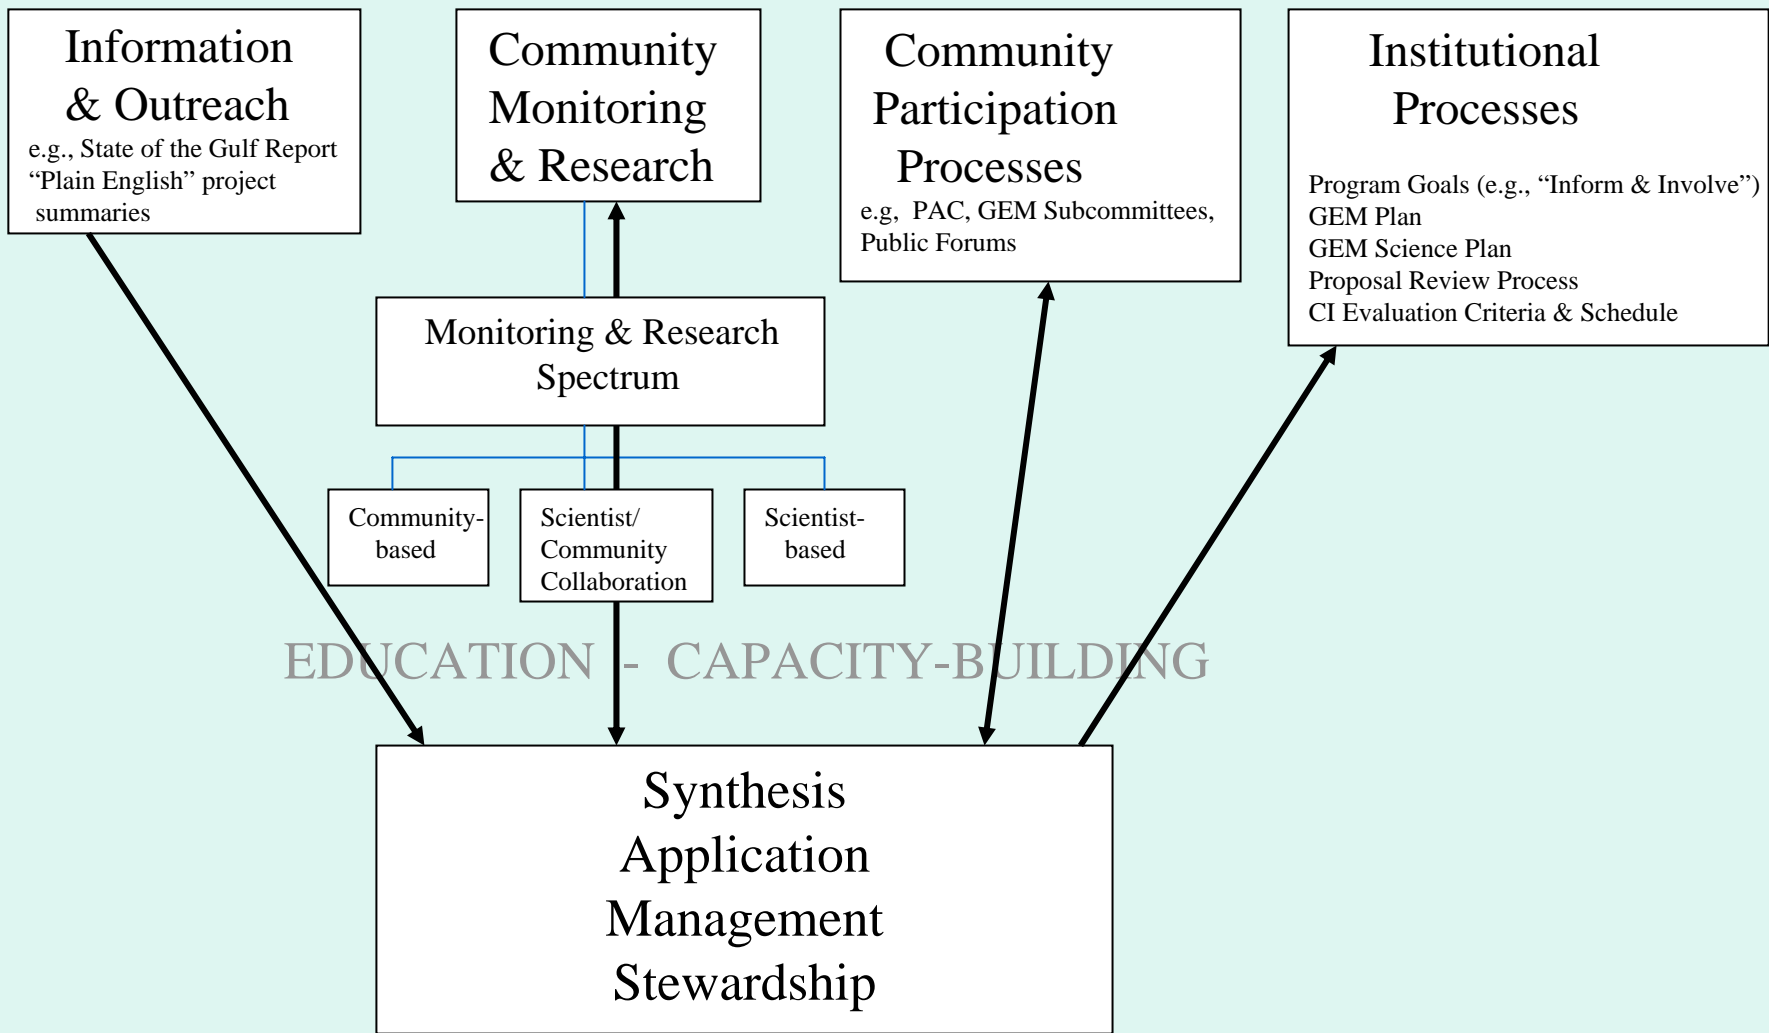 Information
& Outreach
e.g., State of the Gulf Report
“Plain English” project
summaries
Community
Monitoring
& Research
Community
Participation
Processes
e.g, PAC, GEM Subcommittees,
Public Forums
Institutional
Processes
Program Goals (e.g., “Inform & Involve”)
GEM Plan
GEM Science Plan
Proposal Review Process
CI Evaluation Criteria & Schedule
Monitoring & Research
Spectrum
Community-
based
Scientist/
Community
Collaboration
Scientist-
based
EDUCATION - CAPACITY-BUILDING
Synthesis
Application
Management
Stewardship